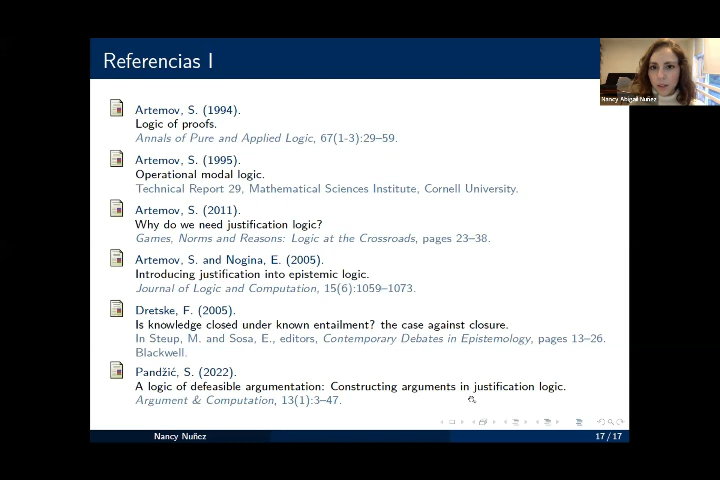 Referencias I
Nancy Abigail Nuñez
Artemov, S. (1994).
Logic of proofs.
Annals of Pure and Applied Logic, 67(1-3):29–59.
Artemov, S. (1995).
Operational modal logic.
Technical Report 29, Mathematical Sciences Institute, Cornell University.
Artemov, S. (2011).
Why do we need justification logic?
Games, Norms and Reasons: Logic at the Crossroads, pages 23–38.
Artemov, S. and Nogina, E. (2005).
Introducing justification into epistemic logic.
Journal of Logic and Computation, 15(6):1059–1073.
Dretske, F. (2005).
Is knowledge closed under known entailment? the case against closure.
In Steup, M. and Sosa, E., editors, Contemporary Debates in Epistemology, pages 13–26.
Blackwell.
Pandžić, S. (2022).
A logic of defeasible argumentation: Constructing arguments in justification logic.
Argument & Computation, 13(1):3–47.
Nancy Nuñez
17 / 17